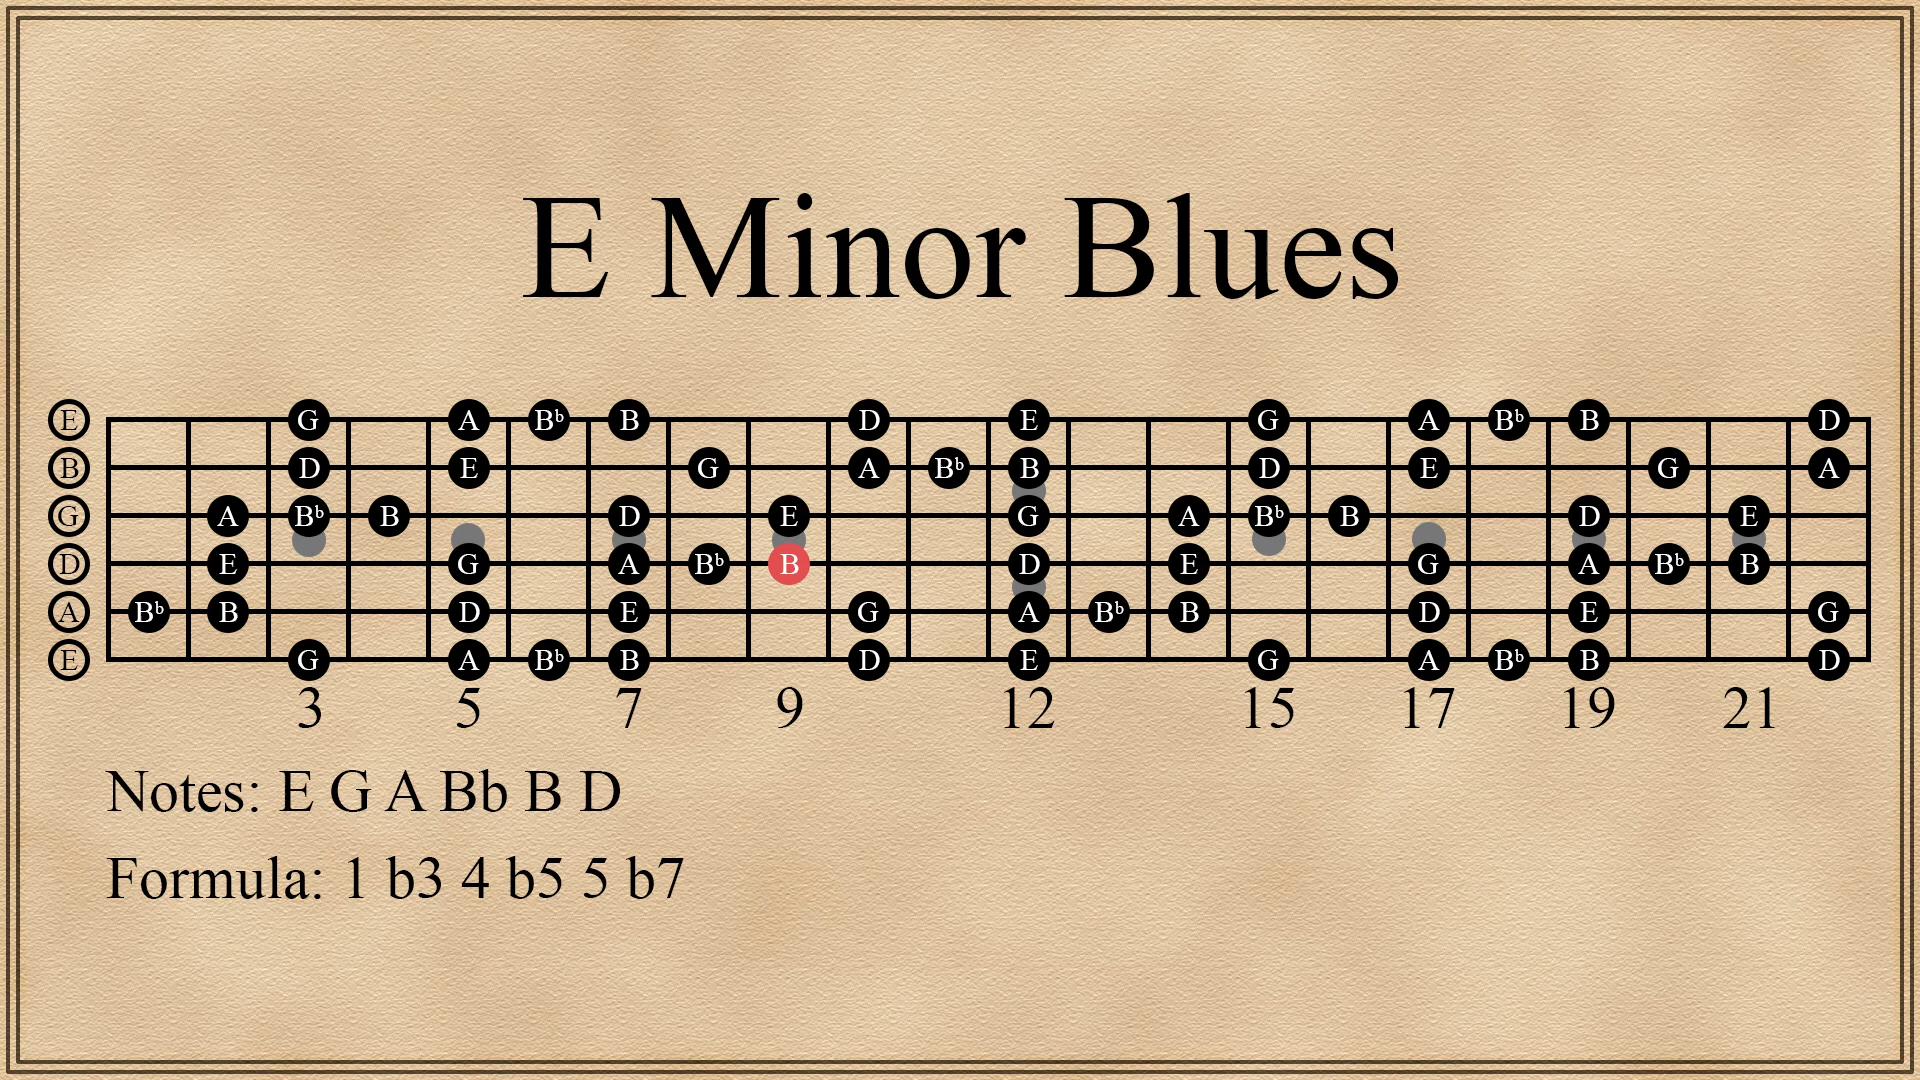 E Minor Blues
E G A B♭ B D E G A B♭ B D
B D E G A B♭ B D E G A
G A B♭ B D E G A B♭ B D E
D E G A B♭ B D E G A B♭ B
A B♭ B D E G A B♭ B D E G
E G A B♭ B D E G A B♭ B D
3 5 7 9 12 15 17 19 21
Notes: E G A Bb B D
Formula: 1 b3 4 b5 5 b7